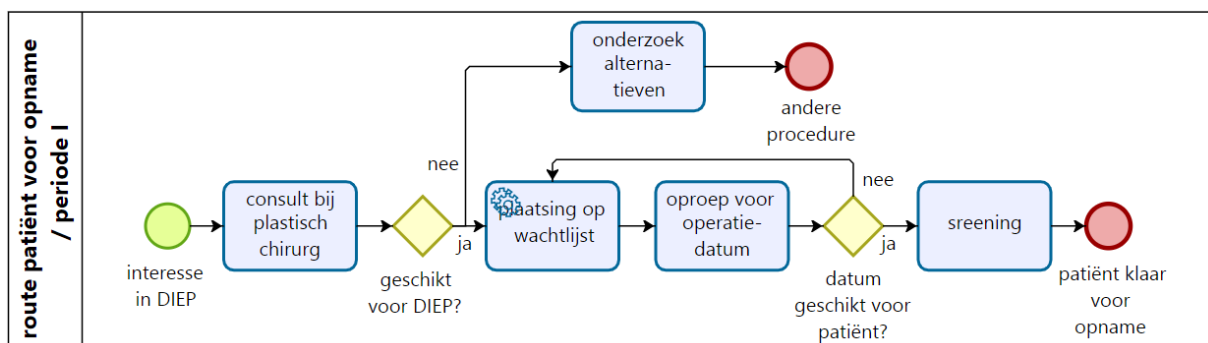 route patiënt voor opname
/ periode I
interesse
in DIEP
consult bij
plastisch
chirurg
geschikt
voor DIEP?
nee
onderzoek
alterna-
tieven
andere
procedure
ja
plaatsing op
wachtlijst
oproep voor
operatie-
datum
datum
geschikt voor
patiënt?
nee
ja
sreening
patiënt klaar
voor
opname